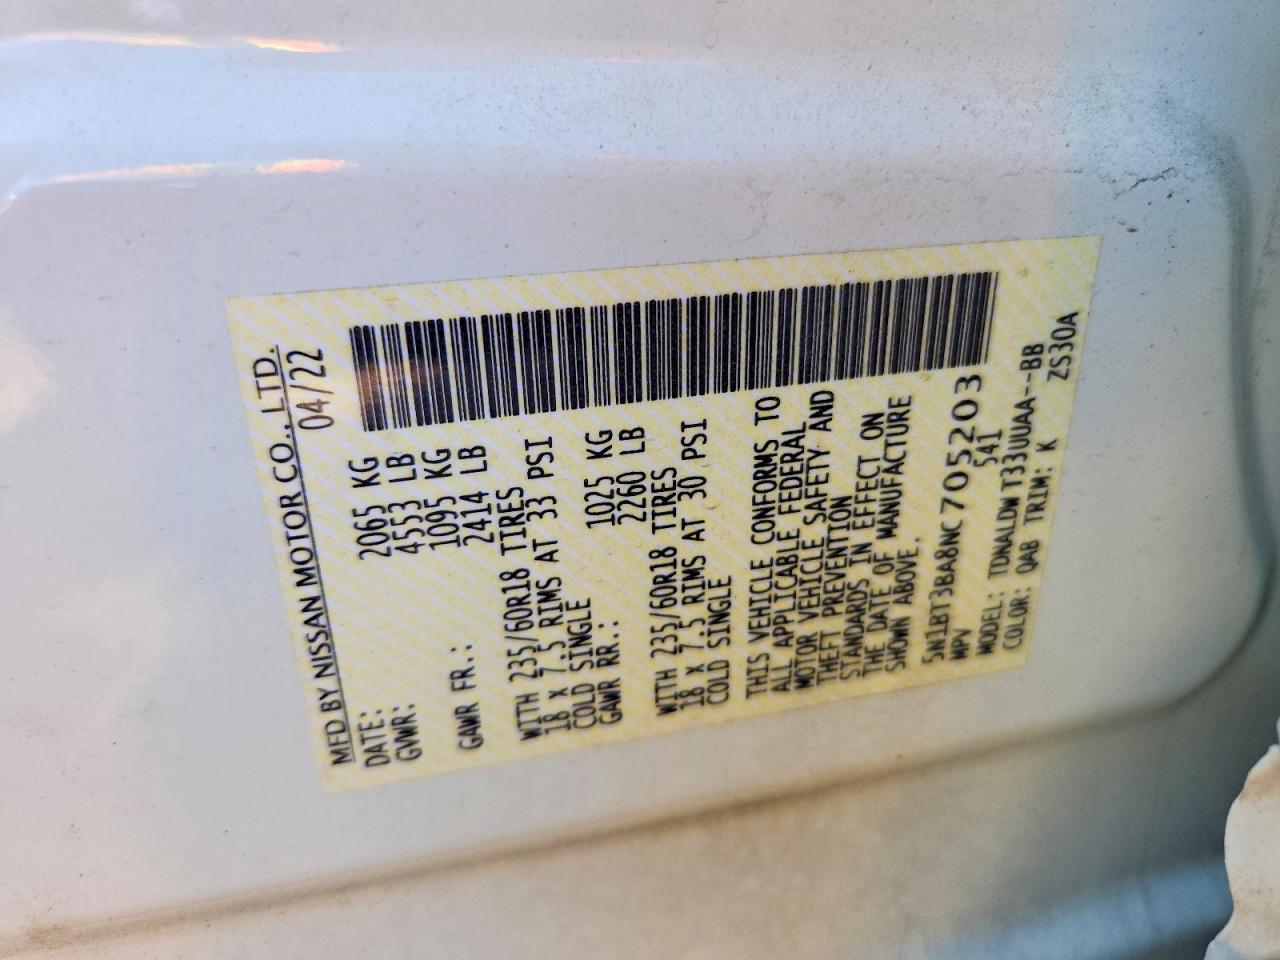 MFD BY NISSAN MOTOR CO., LTD.
DATE: 04/22
GVWR: 2065 KG
4553 LB
GAWR FR.: 1095 KG
2414 LB
WITH 235/60R18 TIRES
18 X 7.5 RIMS AT 33 PSI
COLD SINGLE
GAWR RR.: 1025 KG
2260 LB
WITH 235/60R18 TIRES
18 X 7.5 RIMS AT 30 PSI
COLD SINGLE
THIS VEHICLE CONFORMS TO
ALL APPLICABLE FEDERAL
MOTOR VEHICLE SAFETY AND
THEFT PREVENTION
STANDARDS IN EFFECT ON
THE DATE OF MANUFACTURE
SHOWN ABOVE.
5N1BT3BA8NC705203
MPV 541
MODEL: TDNALDW T33UUAA--BB
COLOR: QAB TRIM: K ZS30A